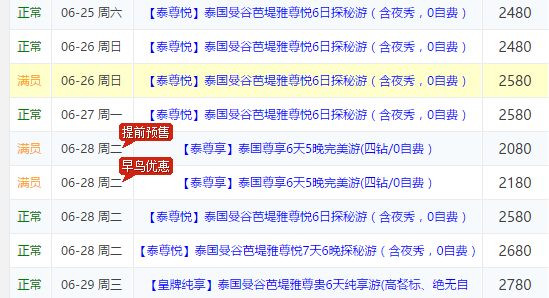 正常 06-25 周六 【泰尊悦】泰国曼谷芭堤雅尊悦6日探秘游（含夜秀，0自费） 2480
正常 06-26 周日 【泰尊悦】泰国曼谷芭堤雅尊悦6日探秘游（含夜秀，0自费） 2480
满员 06-26 周日 【泰尊悦】泰国曼谷芭堤雅尊悦6日探秘游（含夜秀，0自费） 2580
正常 06-27 周一 【泰尊悦】泰国曼谷芭堤雅尊悦6日探秘游（含夜秀，0自费） 2580
提前预售
满员 06-28 周二 【泰尊享】泰国尊享6天5晚完美游(四钻/0自费 ) 2080
早鸟优惠
满员 06-28 周二 【泰尊享】泰国尊享6天5晚完美游(四钻/0自费 ) 2180
正常 06-28 周二 【泰尊悦】泰国曼谷芭堤雅尊悦6日探秘游（含夜秀，0自费） 2580
正常 06-28 周二 【泰尊悦】泰国曼谷芭堤雅尊悦7天6晚探秘游（含夜秀，0自费） 2680
正常 06-29 周三 【皇牌纯享】泰国曼谷芭堤雅尊贵6天纯享游(高餐标、绝无自 2780